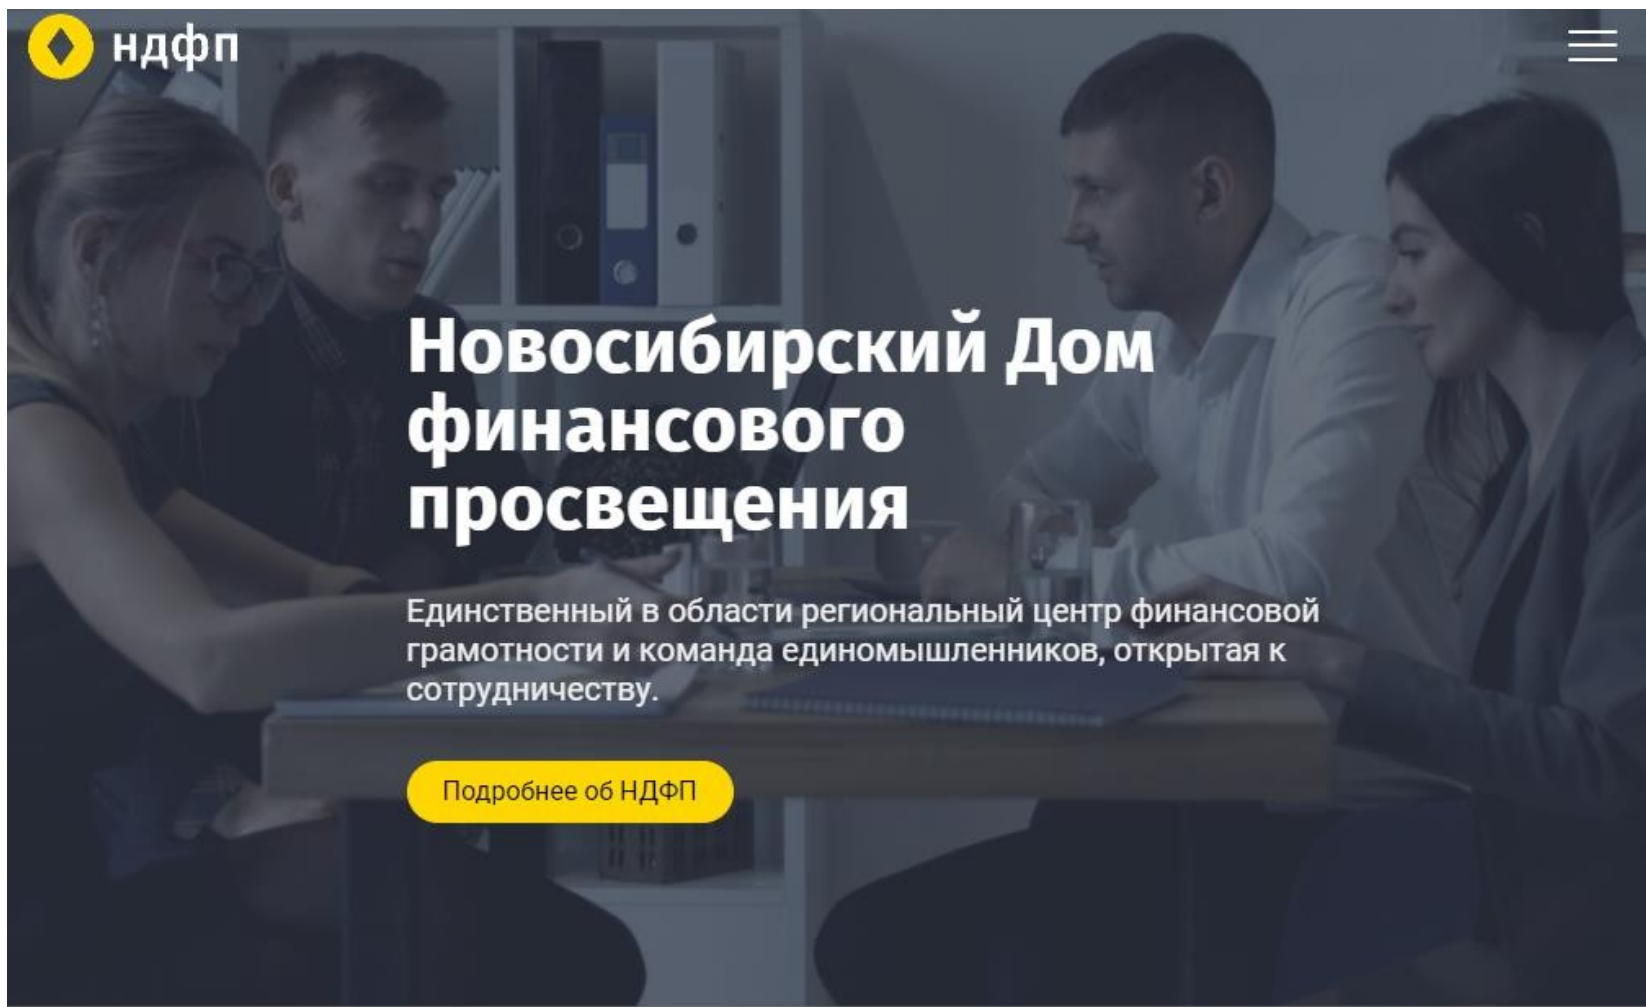 ндфп
Новосибирский Дом
финансового
просвещения
Единственный в области региональный центр финансовой
грамотности и команда единомышленников, открытая к
сотрудничеству.
Подробнее об НДФП